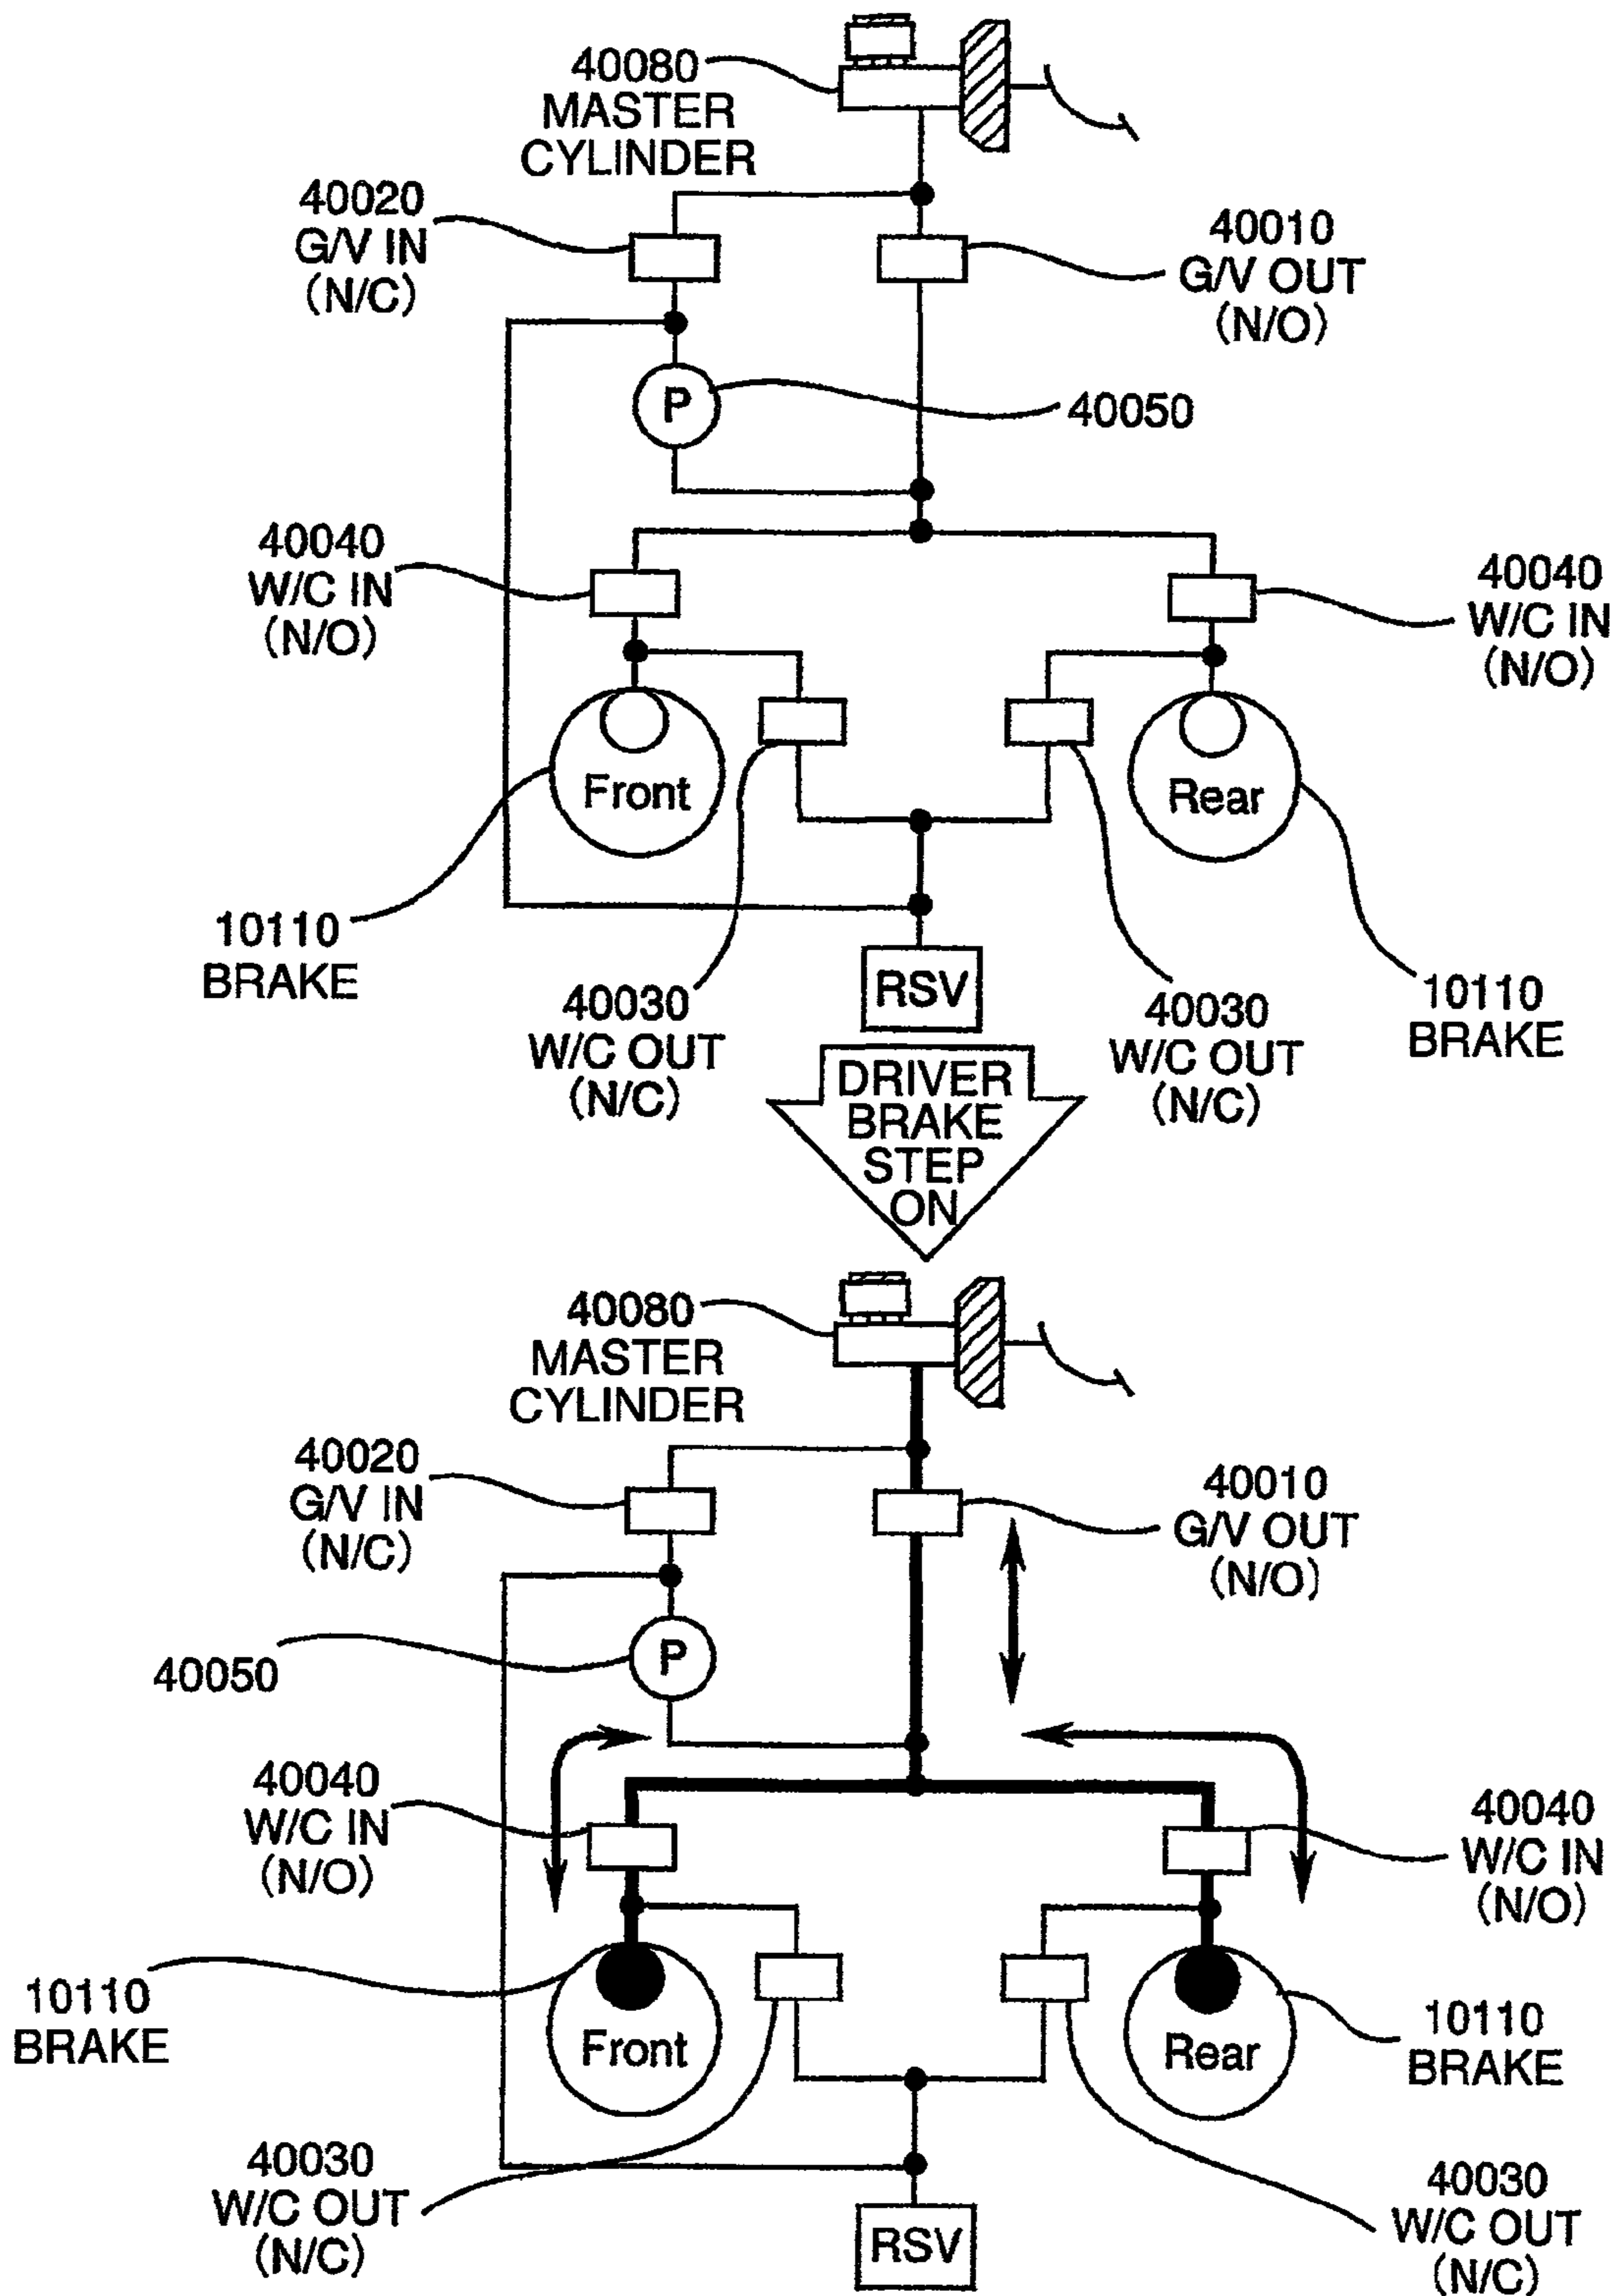 40080
MASTER
CYLINDER
40020
G/V IN
(N/C)
40010
G/V OUT
(N/O)
P
40050
40040
W/C IN
(N/O)
40040
W/C IN
(N/O)
Front
Rear
10110
BRAKE
40030
W/C OUT
(N/C)
RSV
40030
W/C OUT
(N/C)
10110
BRAKE
DRIVER
BRAKE
STEP
ON
40080
MASTER
CYLINDER
40020
G/V IN
(N/C)
40010
G/V OUT
(N/O)
40050
P
40040
W/C IN
(N/O)
40040
W/C IN
(N/O)
10110
BRAKE
Front
Rear
10110
BRAKE
40030
W/C OUT
(N/C)
RSV
40030
W/C OUT
(N/C)